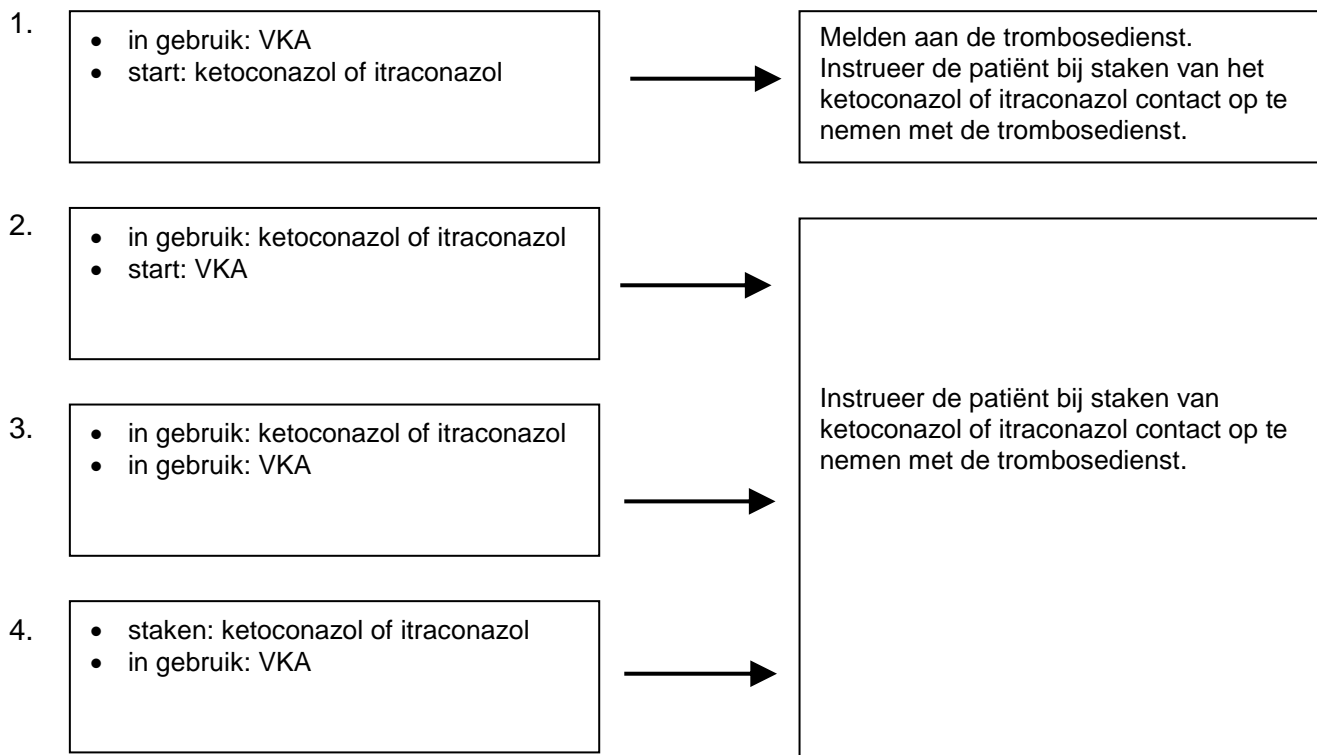 1.
• in gebruik: VKA
• start: ketoconazol of itraconazol
Melden aan de trombosedienst.
Instrueer de patiënt bij staken van het
ketoconazol of itraconazol contact op te
nemen met de trombosedienst.
2.
• in gebruik: ketoconazol of itraconazol
• start: VKA
3.
• in gebruik: ketoconazol of itraconazol
• in gebruik: VKA
Instrueer de patiënt bij staken van
ketoconazol of itraconazol contact op te
nemen met de trombosedienst.
4.
• staken: ketoconazol of itraconazol
• in gebruik: VKA